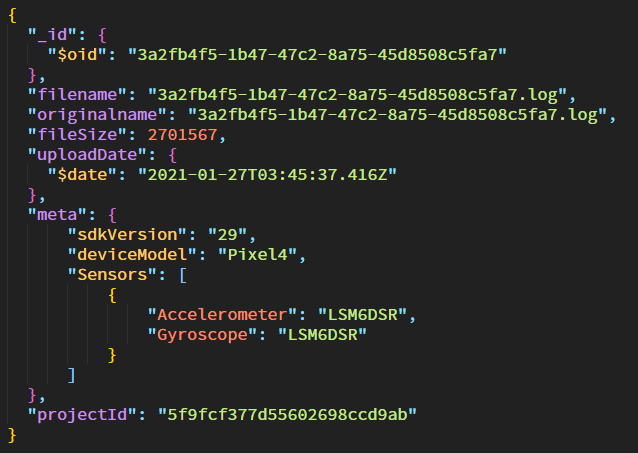 {
  "_id": {
    "$oid": "3a2fb4f5-1b47-47c2-8a75-45d8508c5fa7"
  },
  "filename": "3a2fb4f5-1b47-47c2-8a75-45d8508c5fa7.log",
  "originalname": "3a2fb4f5-1b47-47c2-8a75-45d8508c5fa7.log",
  "fileSize": 2701567,
  "uploadDate": {
    "$date": "2021-01-27T03:45:37.416Z"
  },
  "meta": {
      "sdkVersion": "29",
      "deviceModel": "Pixel4",
      "Sensors": [
          {
              "Accelerometer": "LSM6DSR",
              "Gyroscope": "LSM6DSR"
          }
      ]
  },
  "projectId": "5f9fcf377d55602698ccd9ab"
}